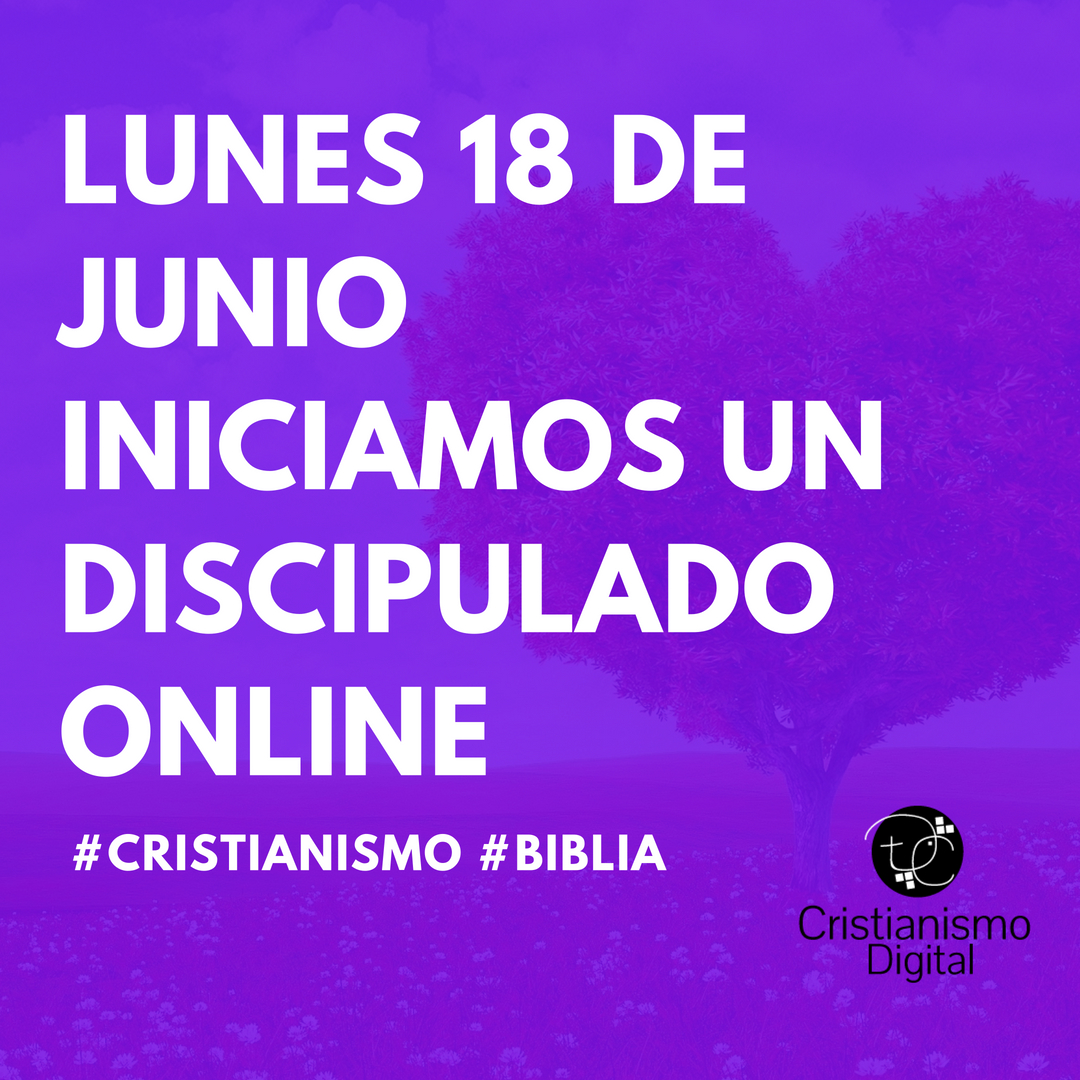 LUNES 18 DE
JUNIO
INICIAMOS UN
DISCIPULADO
ONLINE
#CRISTIANISMO #BIBLIA
Cristianismo
Digital